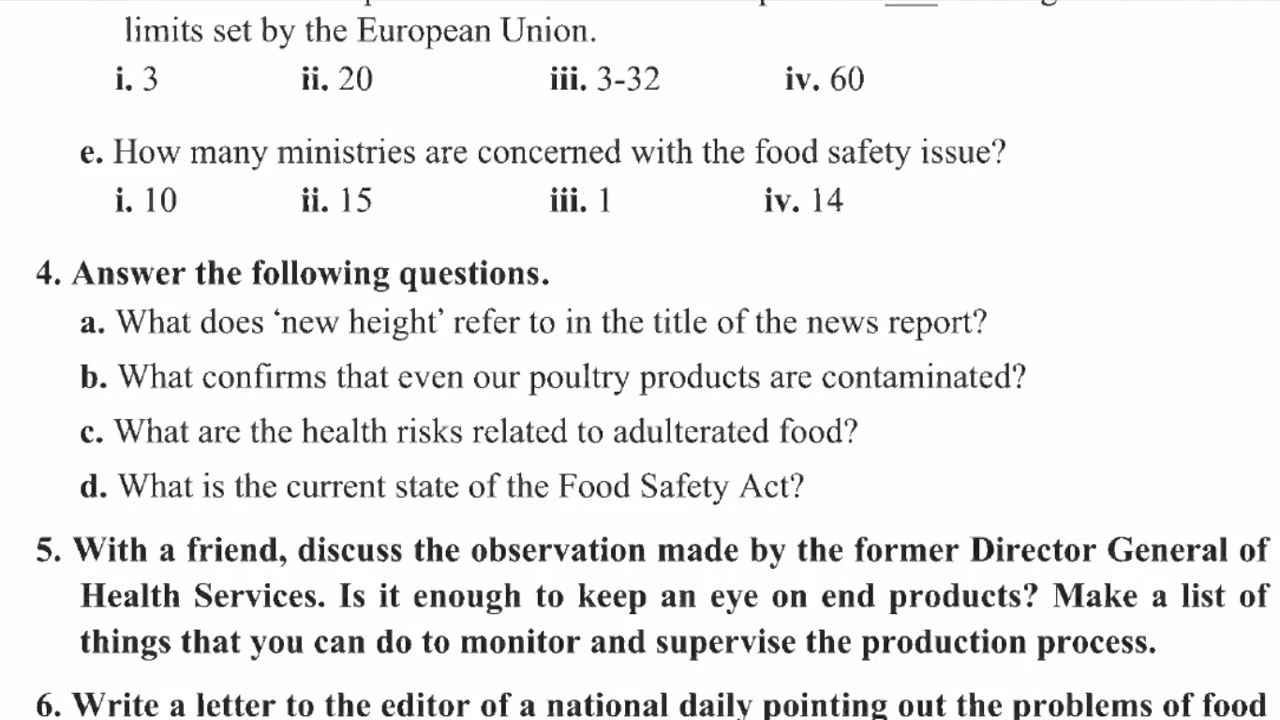 limits set by the European Union.
i. 3 ii. 20 iii. 3-32 iv. 60
e. How many ministries are concerned with the food safety issue?
i. 10 ii. 15 iii. 1 iv. 14
4. Answer the following questions.
a. What does ‘new height’ refer to in the title of the news report?
b. What confirms that even our poultry products are contaminated?
c. What are the health risks related to adulterated food?
d. What is the current state of the Food Safety Act?
5. With a friend, discuss the observation made by the former Director General of
Health Services. Is it enough to keep an eye on end products? Make a list of
things that you can do to monitor and supervise the production process.
6. Write a letter to the editor of a national daily pointing out the problems of food